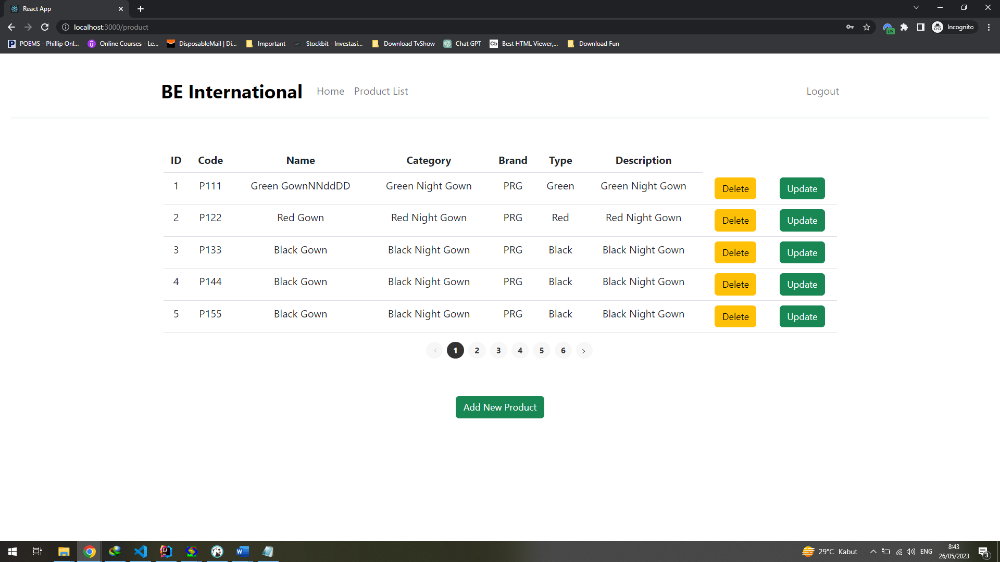 React App
localhost:3000/product
Incognito
POEMS - Phillip Onl... Online Courses - Le... DisposableMail | Di... Important Stockbit - Investasi... Download TvShow Chat GPT Cb Best HTML Viewer,... Download Fun
US
BE International Home Product List Logout
ID Code Name Category Brand Type Description
1 P111 Green GownNNddDD Green Night Gown PRG Green Green Night Gown Delete Update
2 P122 Red Gown Red Night Gown PRG Red Red Night Gown Delete Update
3 P133 Black Gown Black Night Gown PRG Black Black Night Gown Delete Update
4 P144 Black Gown Black Night Gown PRG Black Black Night Gown Delete Update
5 P155 Black Gown Black Night Gown PRG Black Black Night Gown Delete Update
< 1 2 3 4 5 6 >
Add New Product
29°C Kabut ENG 8:43
26/05/2023
3